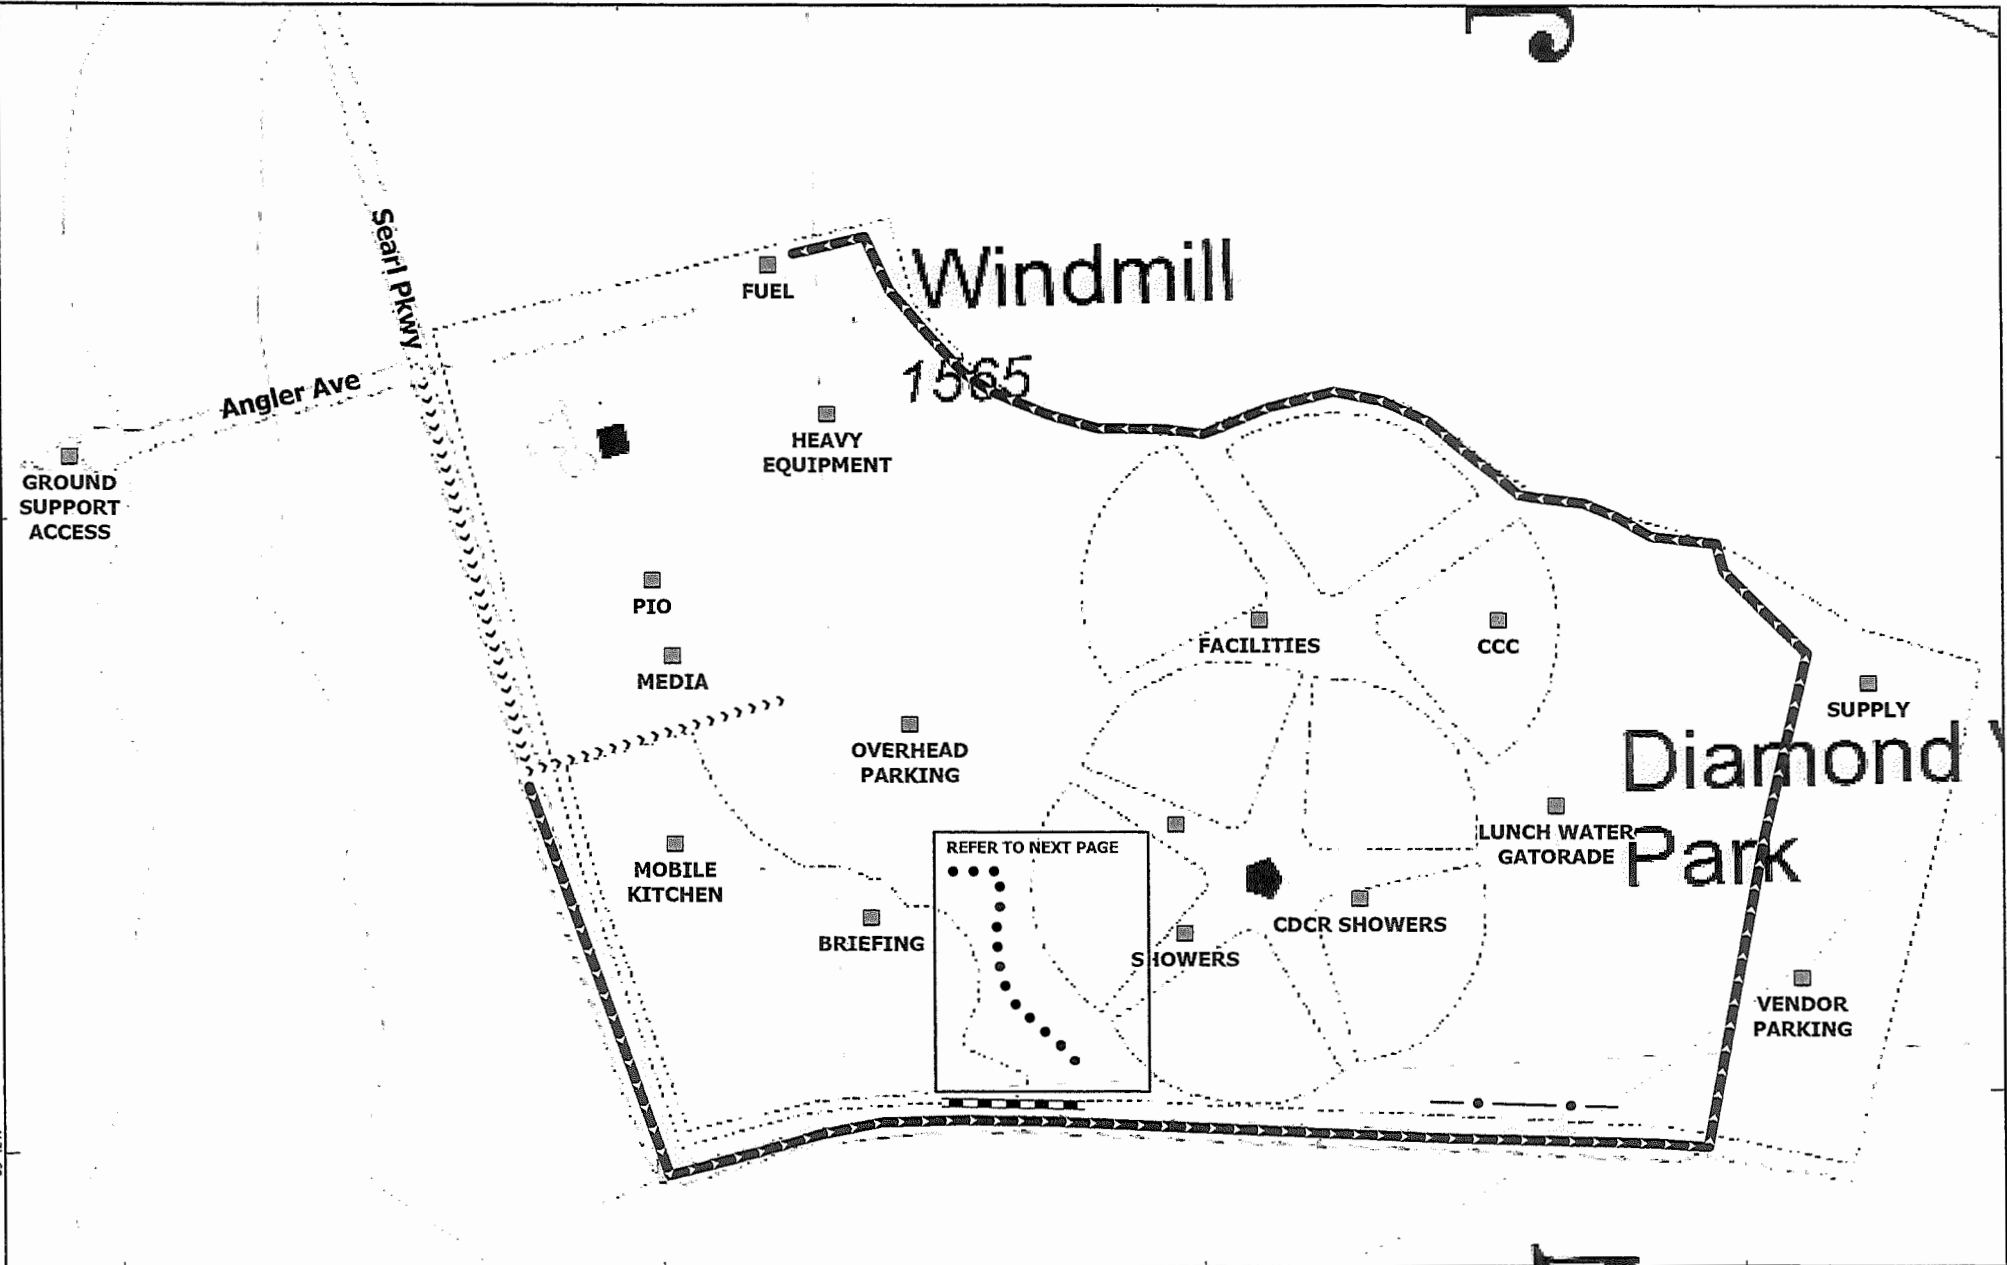 Searl Pkwy
Windmill
FUEL
1565
Angler Ave
HEAVY
EQUIPMENT
GROUND
SUPPORT
ACCESS
PIO
FACILITIES
CCC
MEDIA
SUPPLY
OVERHEAD
PARKING
Diamond
Park
LUNCH WATER
GATORADE
REFER TO NEXT PAGE
MOBILE
KITCHEN
CDCR SHOWERS
BRIEFING
SHOWERS
VENDOR
PARKING